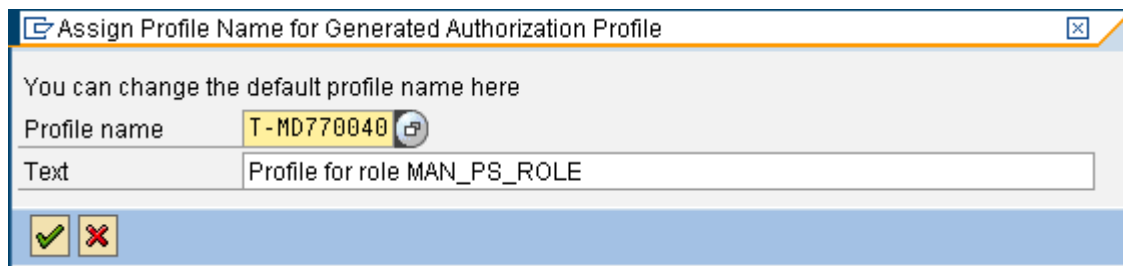 Assign Profile Name for Generated Authorization Profile
You can change the default profile name here
Profile name T-MD770040
Text Profile for role MAN_PS_ROLE